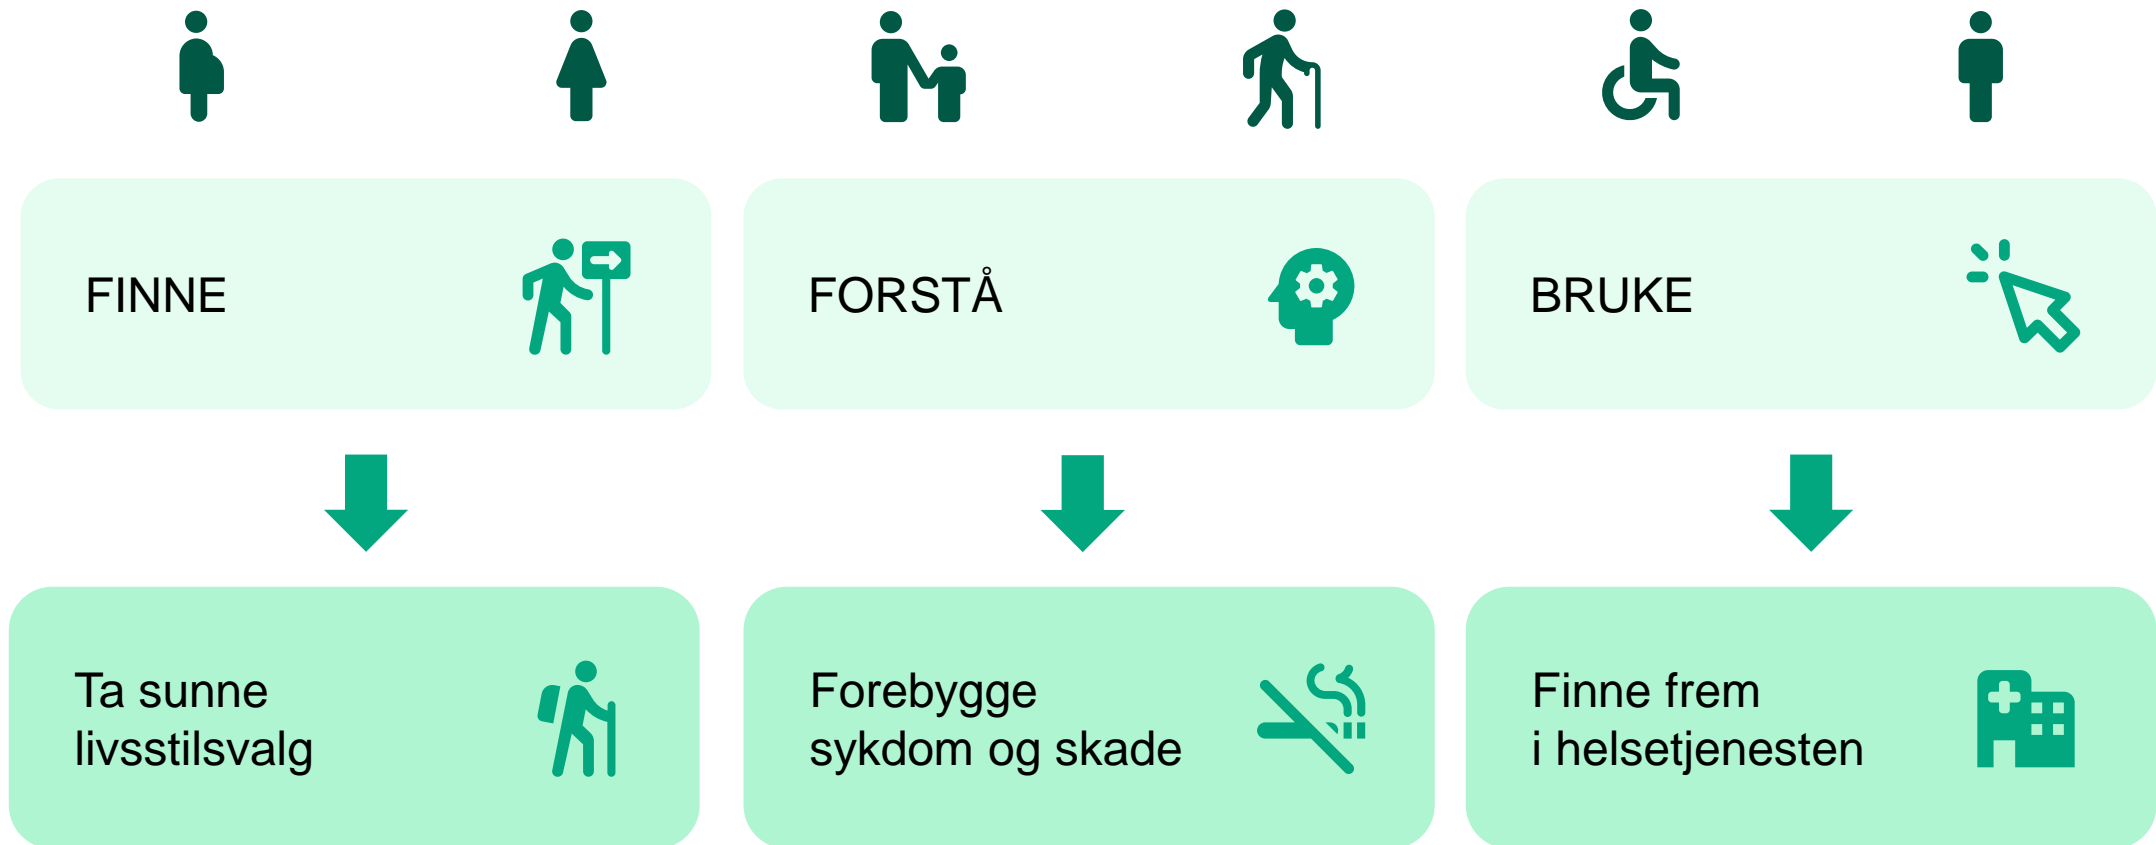 FINNE
FORSTÅ
BRUKE
Ta sunne
livsstilsvalg
Forebygge
sykdom og skade
Finne frem
i helsetjenesten